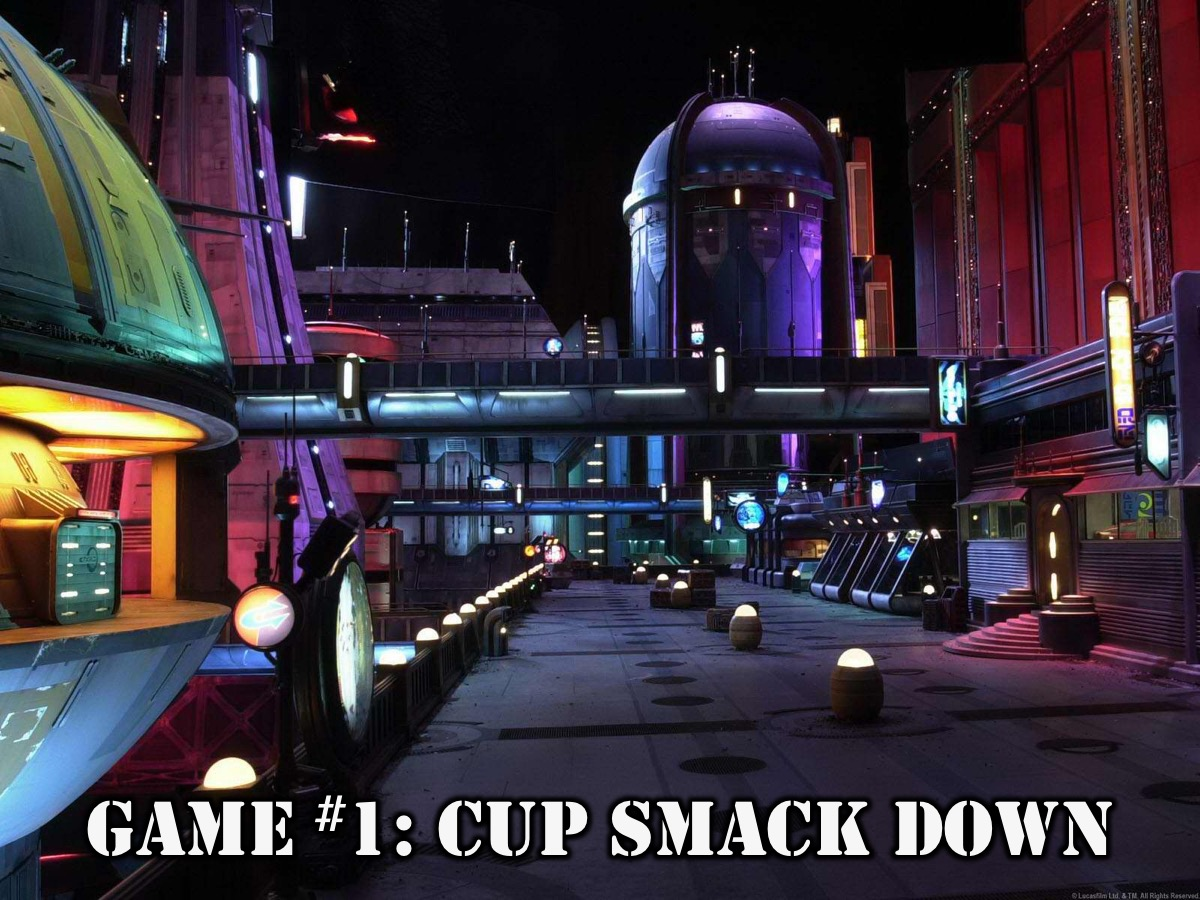 GAME #1: CUP SMACK DOWN
© Lucasfilm Ltd. & TM. All Rights Reserved